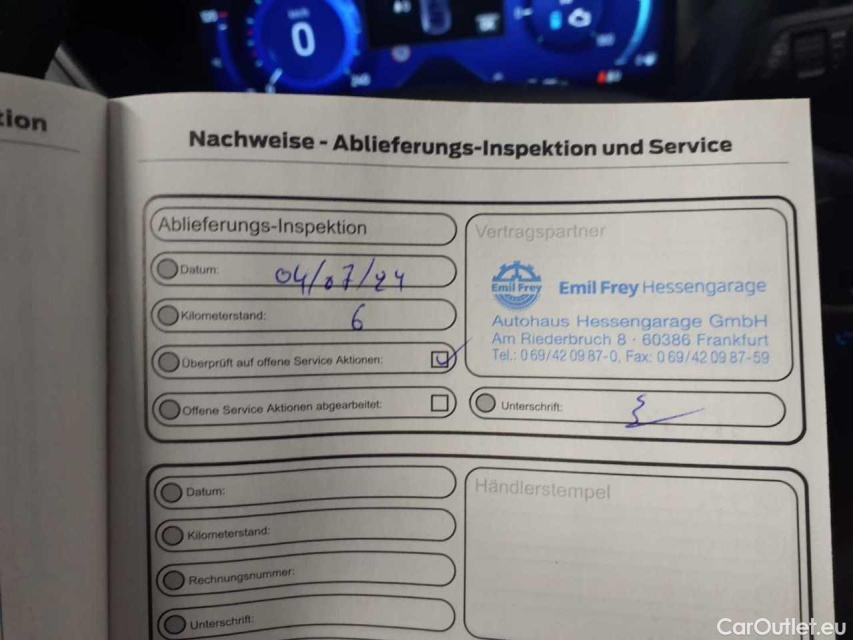 0
tion
Nachweise - Ablieferungs-Inspektion und Service
Ablieferungs-Inspektion
Datum: 04/07/24
Kilometerstand: 6
Überprüft auf offene Service Aktionen:
Offene Service Aktionen abgearbeitet:
Vertragspartner
Emil Frey
Emil Frey Hessengarage
Autohaus Hessengarage GmbH
Am Riederbruch 8 · 60386 Frankfurt
Tel.: 0 69/42 09 87-0, Fax: 0 69/42 09 87-59
Unterschrift:
Datum:
Kilometerstand:
Rechnungsnummer:
Unterschrift:
Händlerstempel
CarOutlet.eu